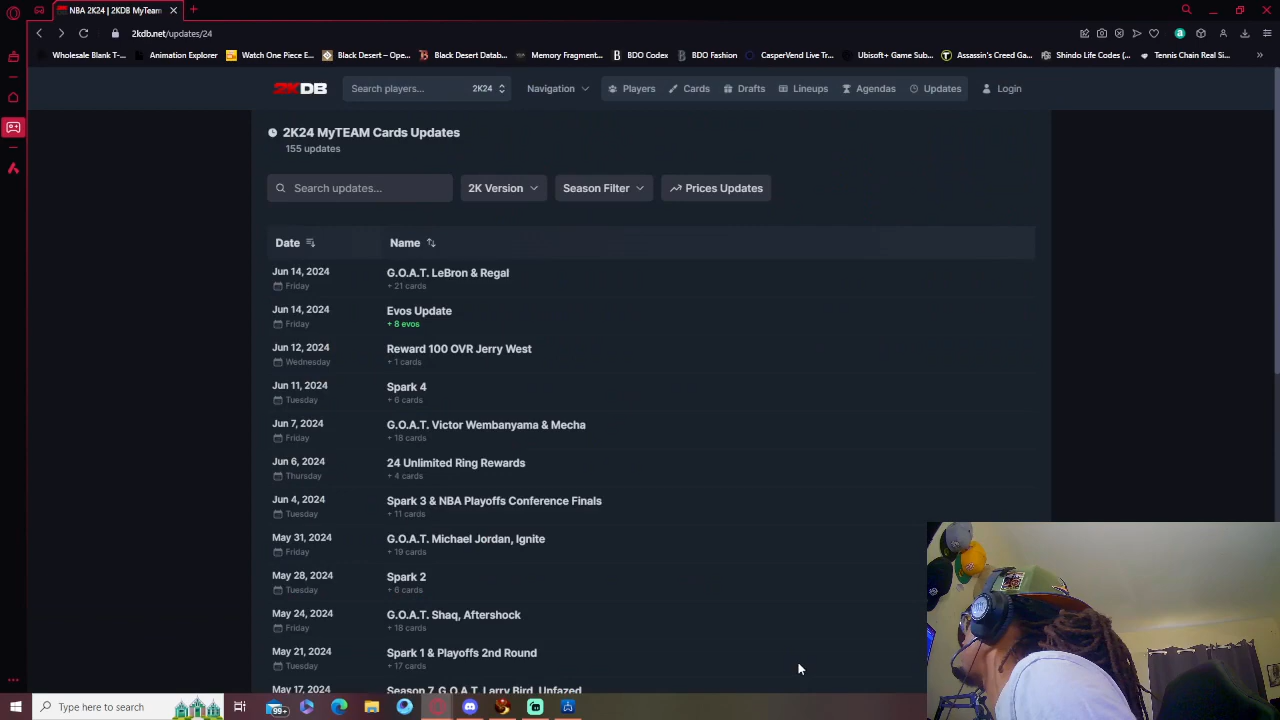 NBA 2K24 | 2KDB MyTeam
2kdb.net/updates/24
Wholesale Blank T-...
Animation Explorer
Watch One Piece E...
Black Desert – Ope...
Black Desert Datab...
Memory Fragment...
BDO Codex
BDO Fashion
CasperVend Live Tr...
Ubisoft+ Game Sub...
Assassin's Creed Ga...
Shindo Life Codes (...
Tennis Chain Real Si...
2KDB
Search players...
2K24
Navigation
Players
Cards
Drafts
Lineups
Agendas
Updates
Login
2K24 MyTEAM Cards Updates
155 updates
Search updates...
2K Version
Season Filter
Prices Updates
Date
Name
Jun 14, 2024
G.O.A.T. LeBron & Regal
Friday
+ 21 cards
Jun 14, 2024
Evos Update
Friday
+ 8 evos
Jun 12, 2024
Reward 100 OVR Jerry West
Wednesday
+ 1 cards
Jun 11, 2024
Spark 4
Tuesday
+ 6 cards
Jun 7, 2024
G.O.A.T. Victor Wembanyama & Mecha
Friday
+ 18 cards
Jun 6, 2024
24 Unlimited Ring Rewards
Thursday
+ 4 cards
Jun 4, 2024
Spark 3 & NBA Playoffs Conference Finals
Tuesday
+ 11 cards
May 31, 2024
G.O.A.T. Michael Jordan, Ignite
Friday
+ 19 cards
May 28, 2024
Spark 2
Tuesday
+ 6 cards
May 24, 2024
G.O.A.T. Shaq, Aftershock
Friday
+ 18 cards
May 21, 2024
Spark 1 & Playoffs 2nd Round
Tuesday
+ 17 cards
May 17, 2024
Season 7, G.O.A.T. Larry Bird, Unfazed
Type here to search
99+